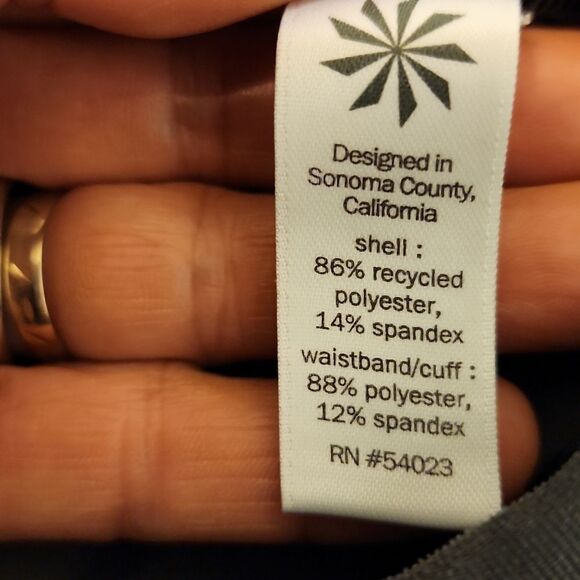 Designed in
Sonoma County,
California
shell :
86% recycled
polyester,
14% spandex
waistband/cuff :
88% polyester,
12% spandex
RN #54023